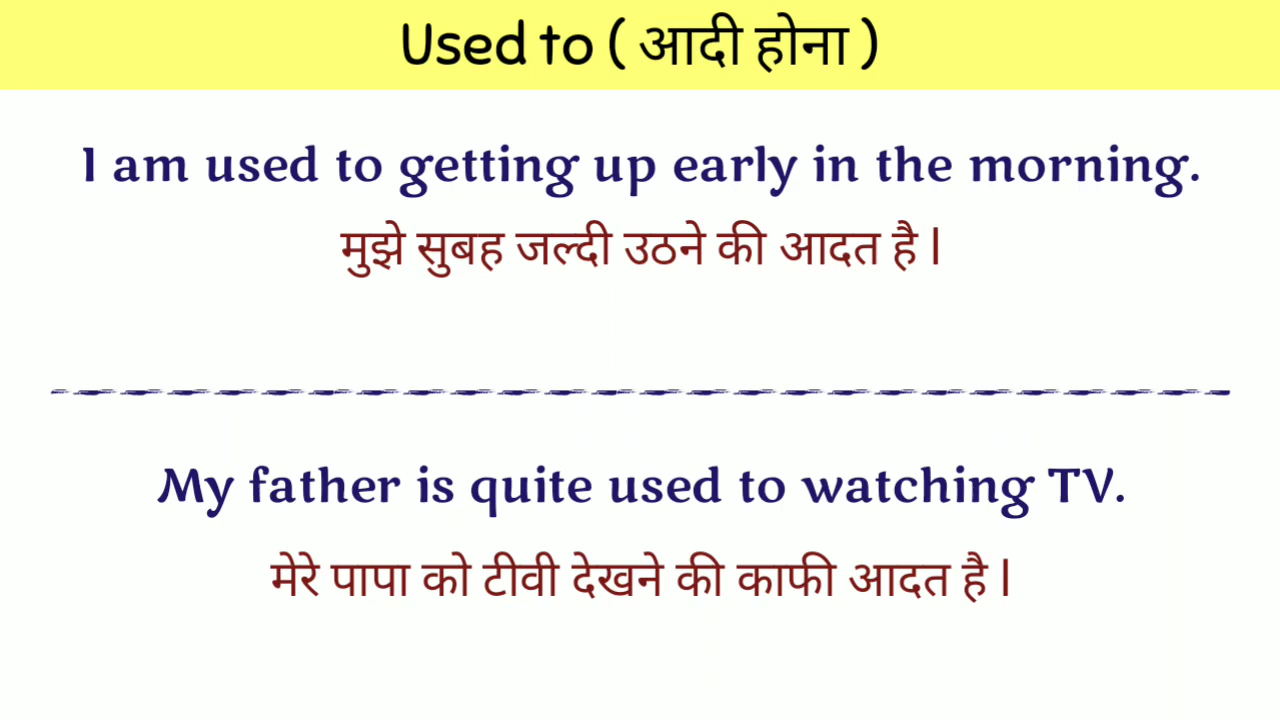 Used to ( आदी होना )
I am used to getting up early in the morning.
मुझे सुबह जल्दी उठने की आदत है l
My father is quite used to watching TV.
मेरे पापा को टीवी देखने की काफी आदत है l